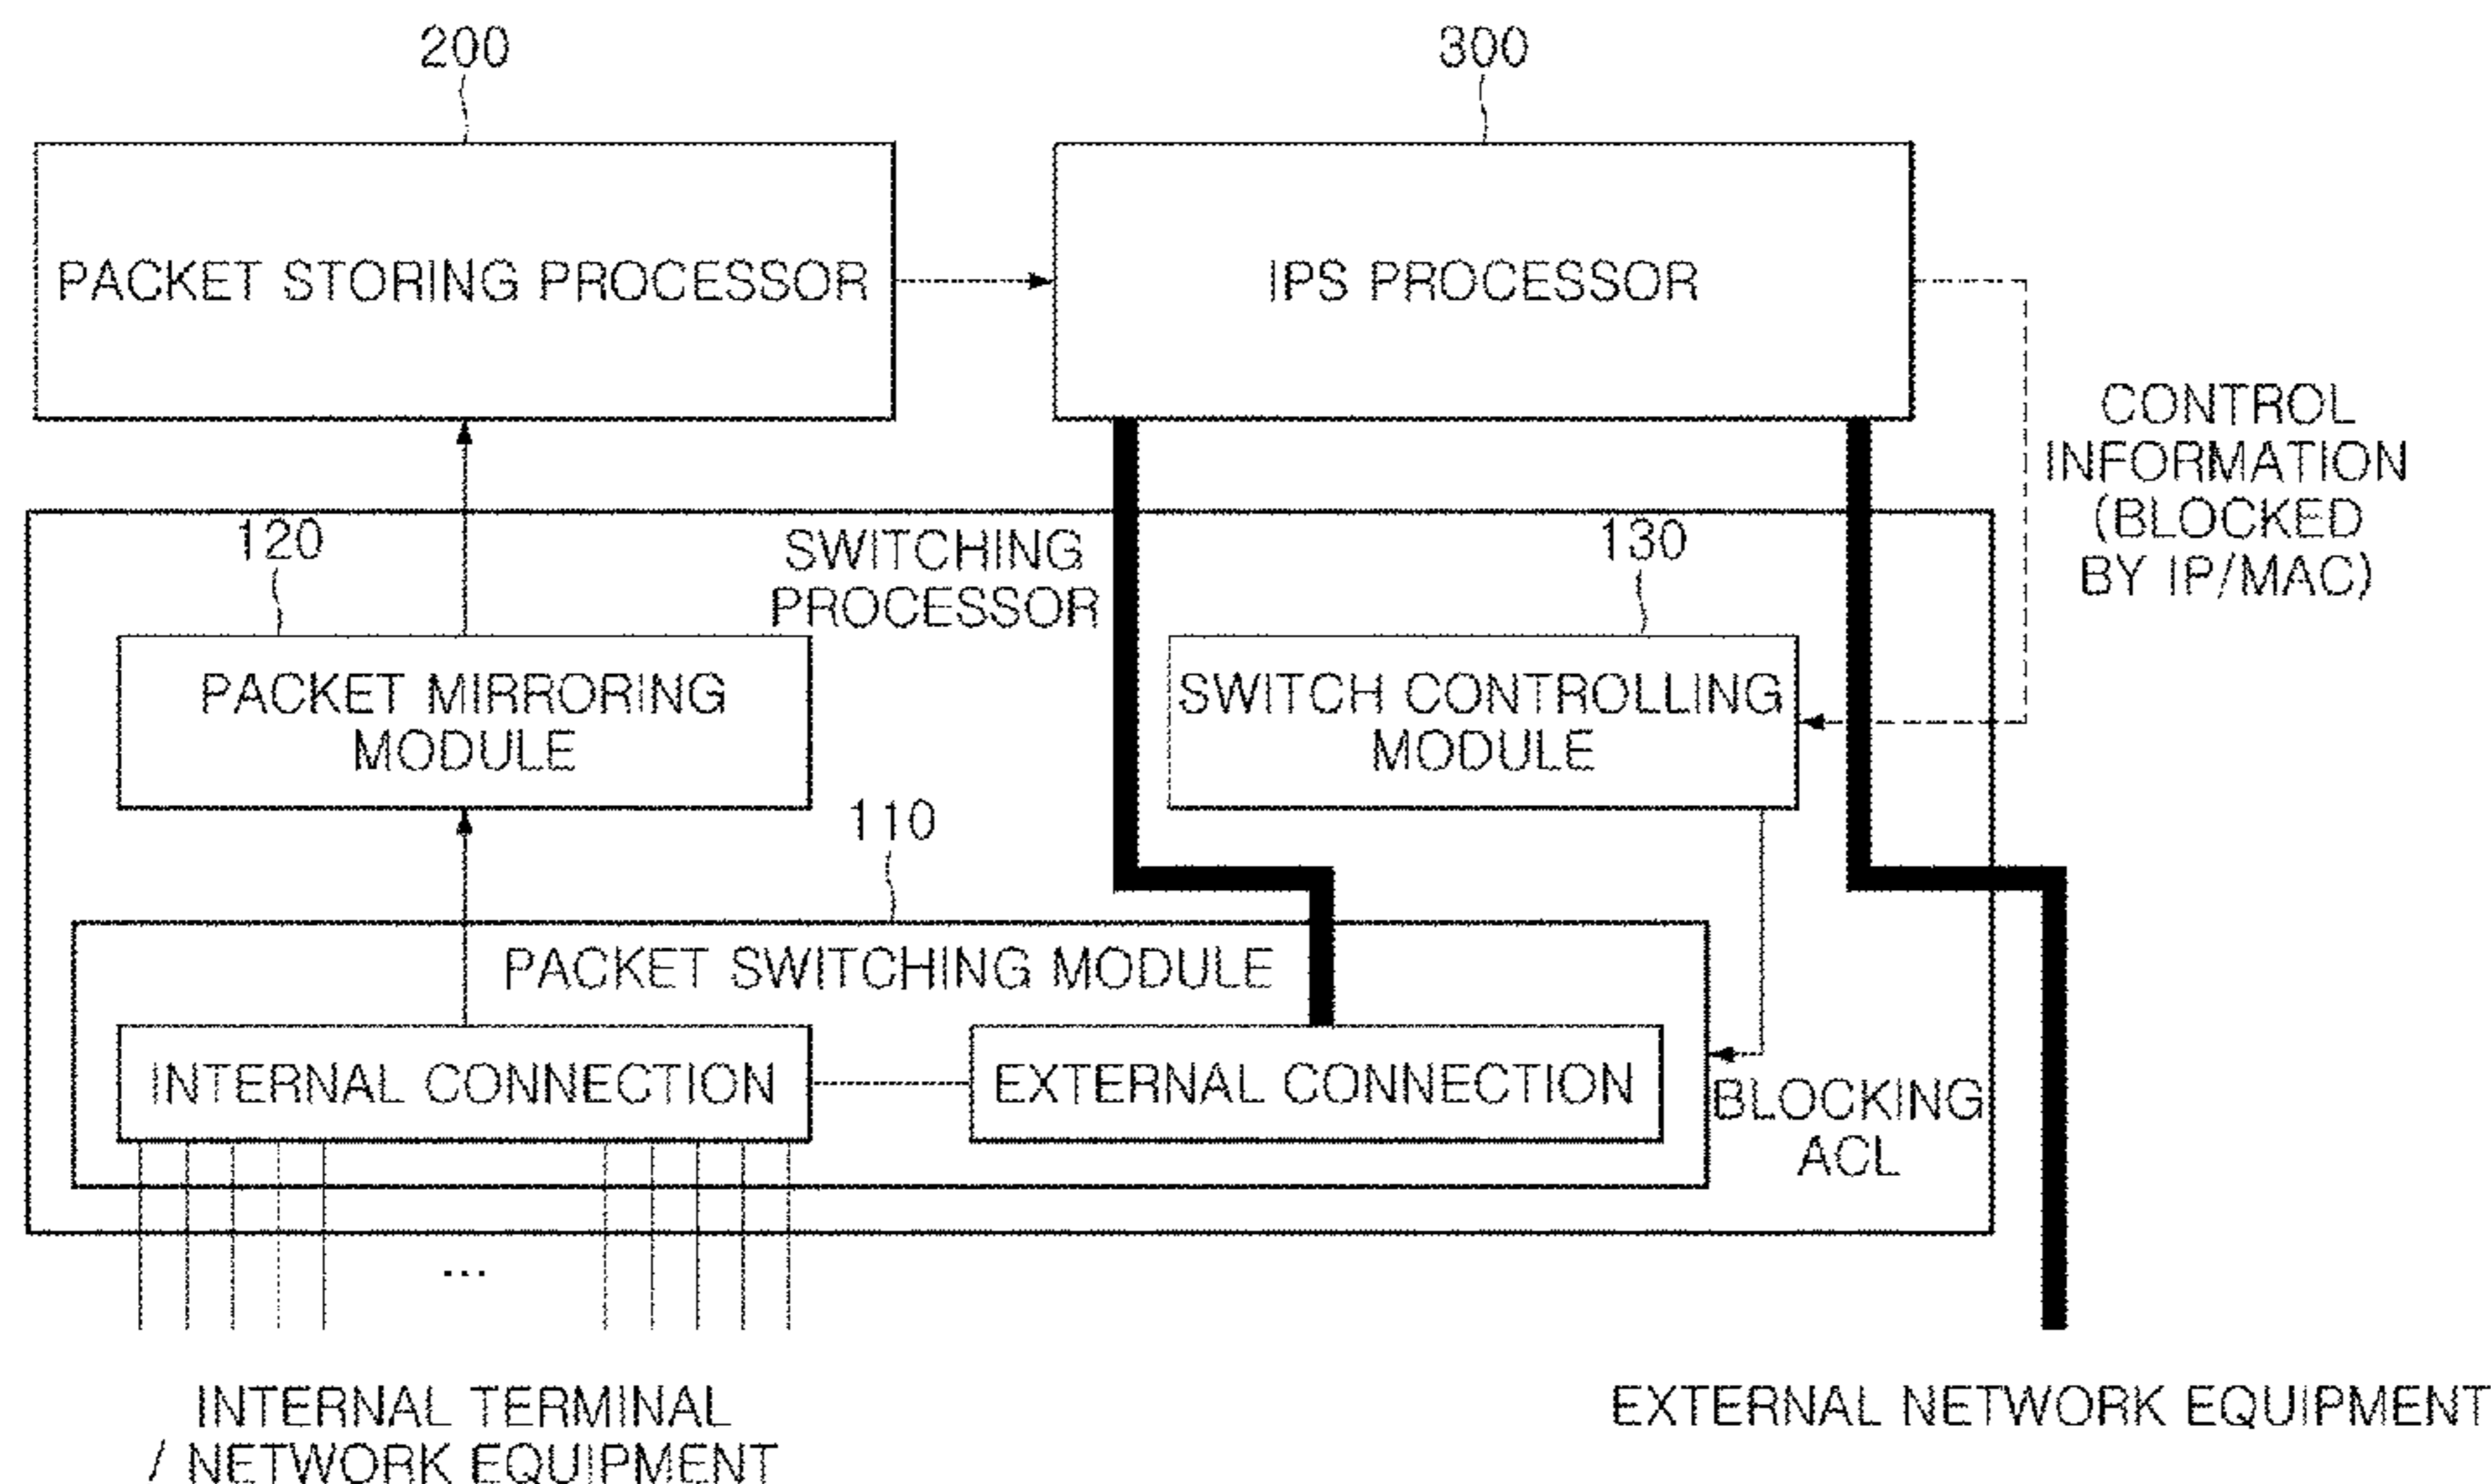 200
300
PACKET STORING PROCESSOR
IPS PROCESSOR
CONTROL
INFORMATION
(BLOCKED
BY IP/MAC)
120
SWITCHING
PROCESSOR
130
PACKET MIRRORING
MODULE
SWITCH CONTROLLING
MODULE
110
PACKET SWITCHING MODULE
INTERNAL CONNECTION
EXTERNAL CONNECTION
BLOCKING
ACL
...
INTERNAL TERMINAL
/ NETWORK EQUIPMENT
EXTERNAL NETWORK EQUIPMENT